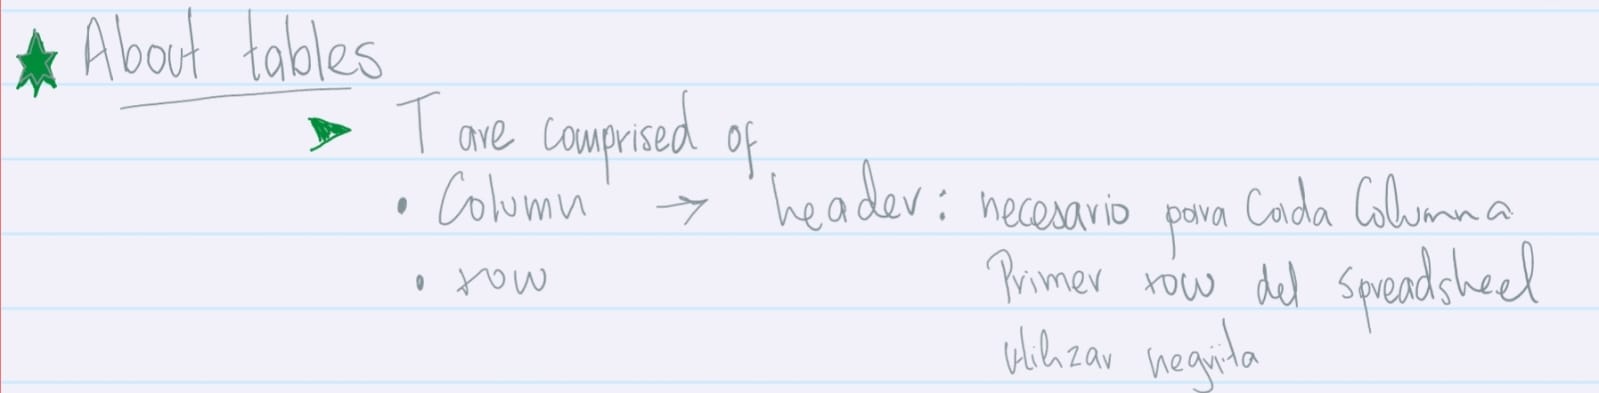 About tables
T are comprised of
• Column → header: necesario para Cada Columna
• row Primer row del spreadsheet
utilizar negrita